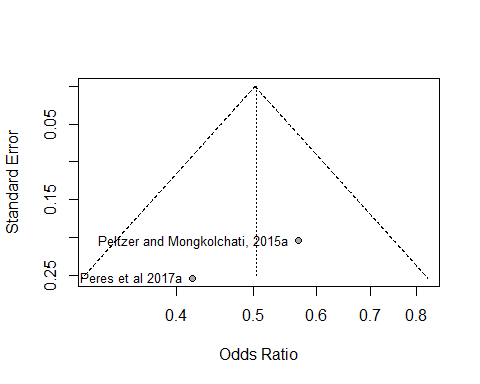 Standard Error
0.05
0.15
0.25
Peltzer and Mongkolchati, 2015a
Peres et al 2017a
0.4 0.5 0.6 0.7 0.8
Odds Ratio